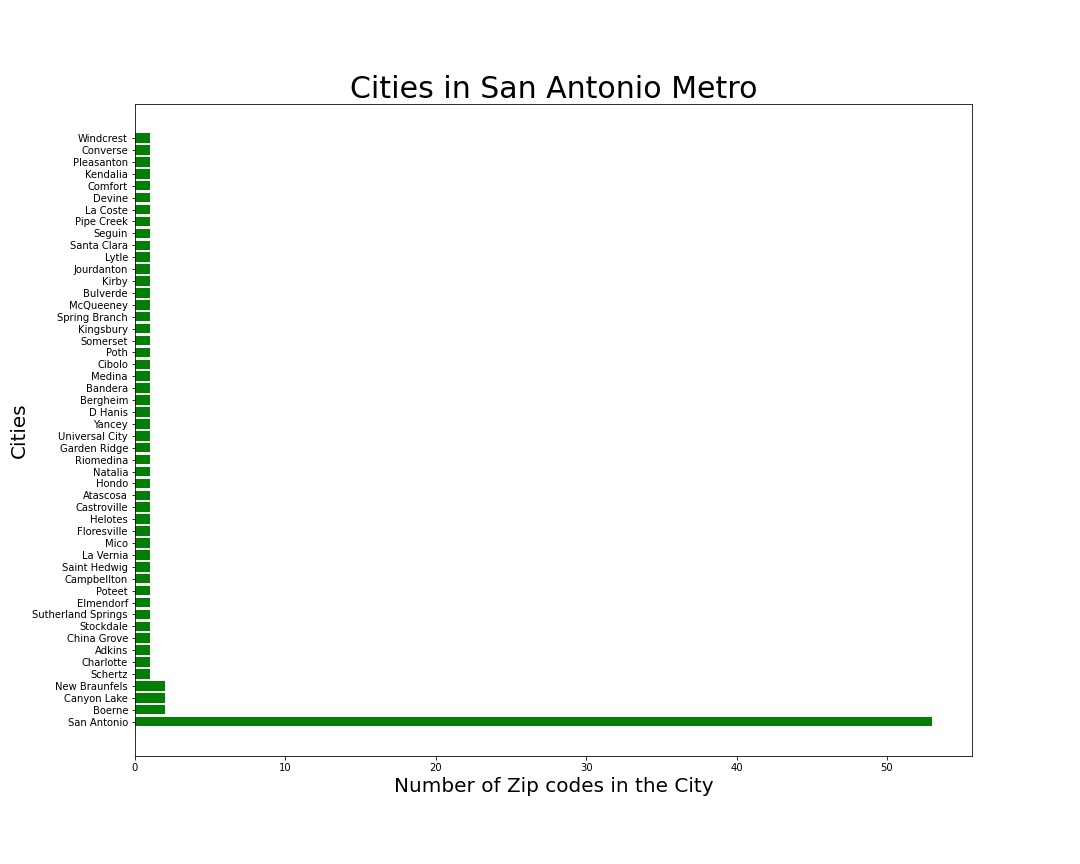 Cities in San Antonio Metro
Windcrest
Converse
Pleasanton
Kendalia
Comfort
Devine
La Coste
Pipe Creek
Seguin
Santa Clara
Lytle
Jourdanton
Kirby
Bulverde
McQueeney
Spring Branch
Kingsbury
Somerset
Poth
Cibolo
Medina
Bandera
Bergheim
D Hanis
Yancey
Universal City
Garden Ridge
Riomedina
Natalia
Hondo
Atascosa
Castroville
Helotes
Floresville
Mico
La Vernia
Saint Hedwig
Campbellton
Poteet
Elmendorf
Sutherland Springs
Stockdale
China Grove
Adkins
Charlotte
Schertz
New Braunfels
Canyon Lake
Boerne
San Antonio
Cities
0 10 20 30 40 50
Number of Zip codes in the City